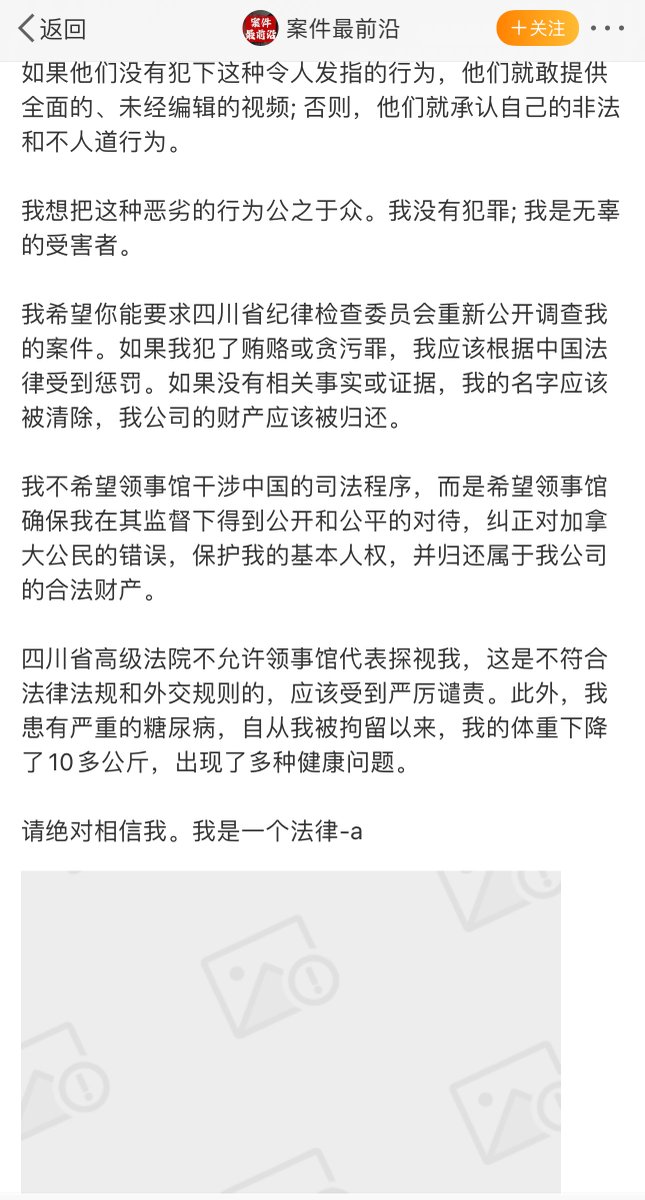 返回
案件
最前沿
案件最前沿
+关注
如果他们没有犯下这种令人发指的行为，他们就敢提供
全面的、未经编辑的视频; 否则，他们就承认自己的非法
和不人道行为。
我想把这种恶劣的行为公之于众。我没有犯罪; 我是无辜
的受害者。
我希望你能要求四川省纪律检查委员会重新公开调查我
的案件。如果我犯了贿赂或贪污罪，我应该根据中国法
律受到惩罚。如果没有相关事实或证据，我的名字应该
被清除，我公司的财产应该被归还。
我不希望领事馆干涉中国的司法程序，而是希望领事馆
确保我在其监督下得到公开和公平的对待，纠正对加拿
大公民的错误，保护我的基本人权，并归还属于我公司
的合法财产。
四川省高级法院不允许领事馆代表探视我，这是不符合
法律法规和外交规则的，应该受到严厉谴责。此外，我
患有严重的糖尿病，自从我被拘留以来，我的体重下降
了10多公斤，出现了多种健康问题。
请绝对相信我。我是一个法律-a